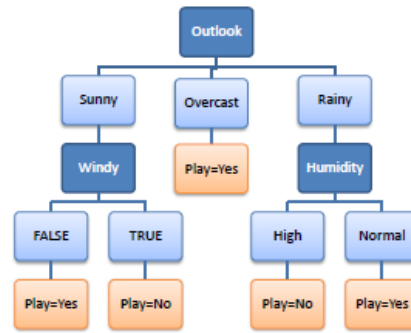 Outlook
Sunny Overcast Rainy
Windy Play=Yes Humidity
FALSE TRUE High Normal
Play=Yes Play=No Play=No Play=Yes